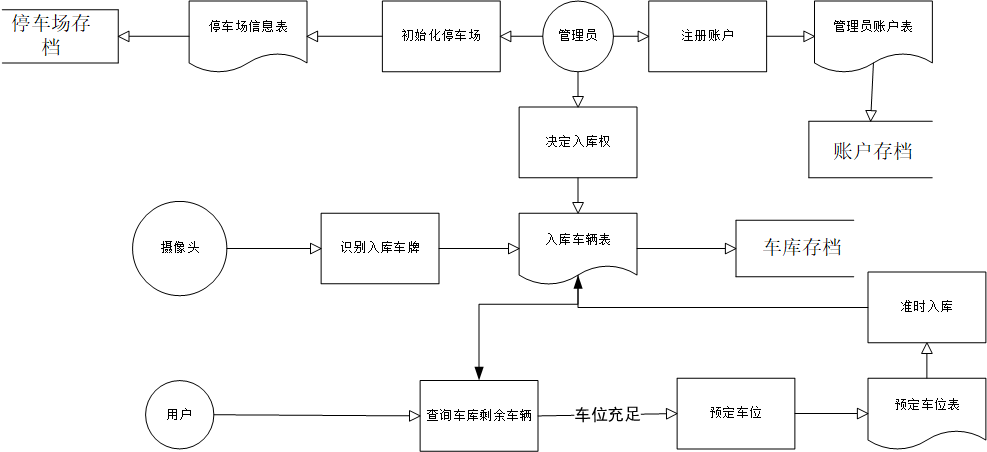 停车场存
档
停车场信息表
初始化停车场
管理员
注册账户
管理员账户表
决定入库权
账户存档
摄像头
识别入库车牌
入库车辆表
车库存档
准时入库
用户
查询车库剩余车辆
车位充足
预定车位
预定车位表